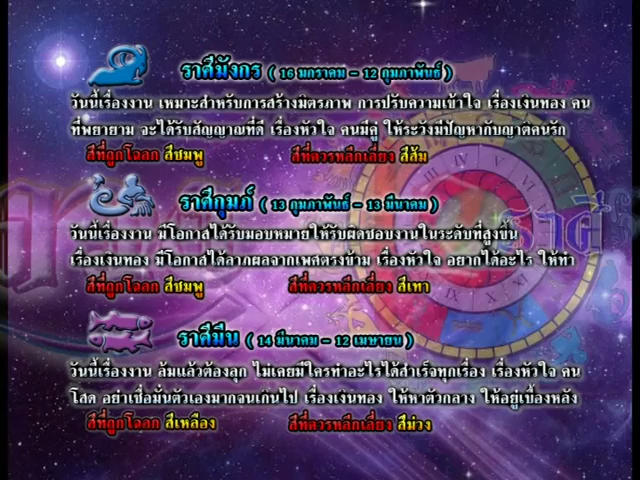 ราศีมังกร ( 16 มกราคม - 12 กุมภาพันธ์ )
วันนี้เรื่องงาน เหมาะสำหรับการสร้างมิตรภาพ การปรับความเข้าใจ เรื่องเงินทอง คน
ที่พยายาม จะได้รับสัญญาณที่ดี เรื่องหัวใจ คนมีคู่ ให้ระวังมีปัญหากับญาติคนรัก
สีที่ถูกโฉลก สีชมพู สีที่ควรหลีกเลี่ยง สีส้ม
ราศีกุมภ์ ( 13 กุมภาพันธ์ - 13 มีนาคม )
วันนี้เรื่องงาน มีโอกาสได้รับมอบหมายให้รับผิดชอบงานในระดับที่สูงขึ้น
เรื่องเงินทอง มีโอกาสได้ลาภผลจากเพศตรงข้าม เรื่องหัวใจ อยากได้อะไร ให้ทำ
สีที่ถูกโฉลก สีชมพู สีที่ควรหลีกเลี่ยง สีเทา
ราศีมีน ( 14 มีนาคม - 12 เมษายน )
วันนี้เรื่องงาน ล้มแล้วต้องลุก ไม่เคยมีใครทำอะไรได้สำเร็จทุกเรื่อง เรื่องหัวใจ คน
โสด อย่าเชื่อมั่นตัวเองมากจนเกินไป เรื่องเงินทอง ให้หาตัวกลาง ให้อยู่เบื้องหลัง
สีที่ถูกโฉลก สีเหลือง สีที่ควรหลีกเลี่ยง สีม่วง